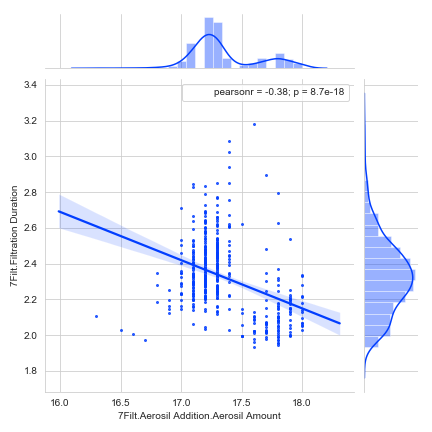 pearsonr = -0.38; p = 8.7e-18
3.4
3.2
3.0
2.8
2.6
2.4
2.2
2.0
1.8
7Filt.Filtration Duration
16.0 16.5 17.0 17.5 18.0
7Filt.Aerosil Addition.Aerosil Amount